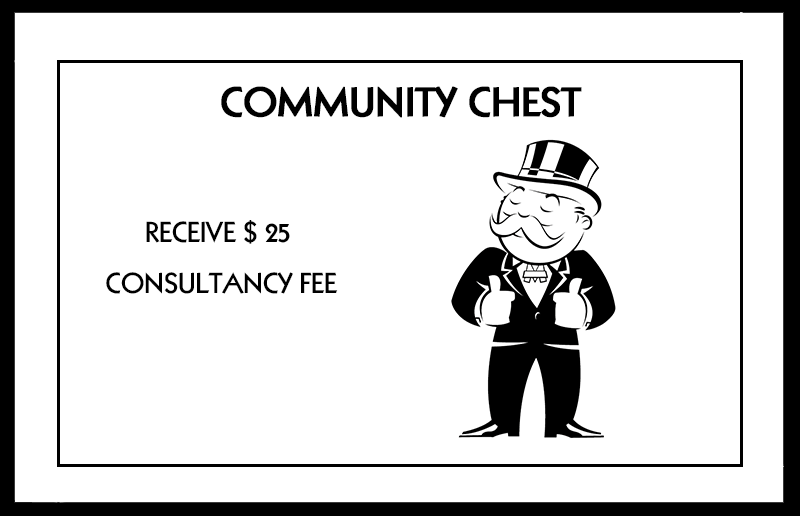 COMMUNITY CHEST
RECEIVE $ 25
CONSULTANCY FEE